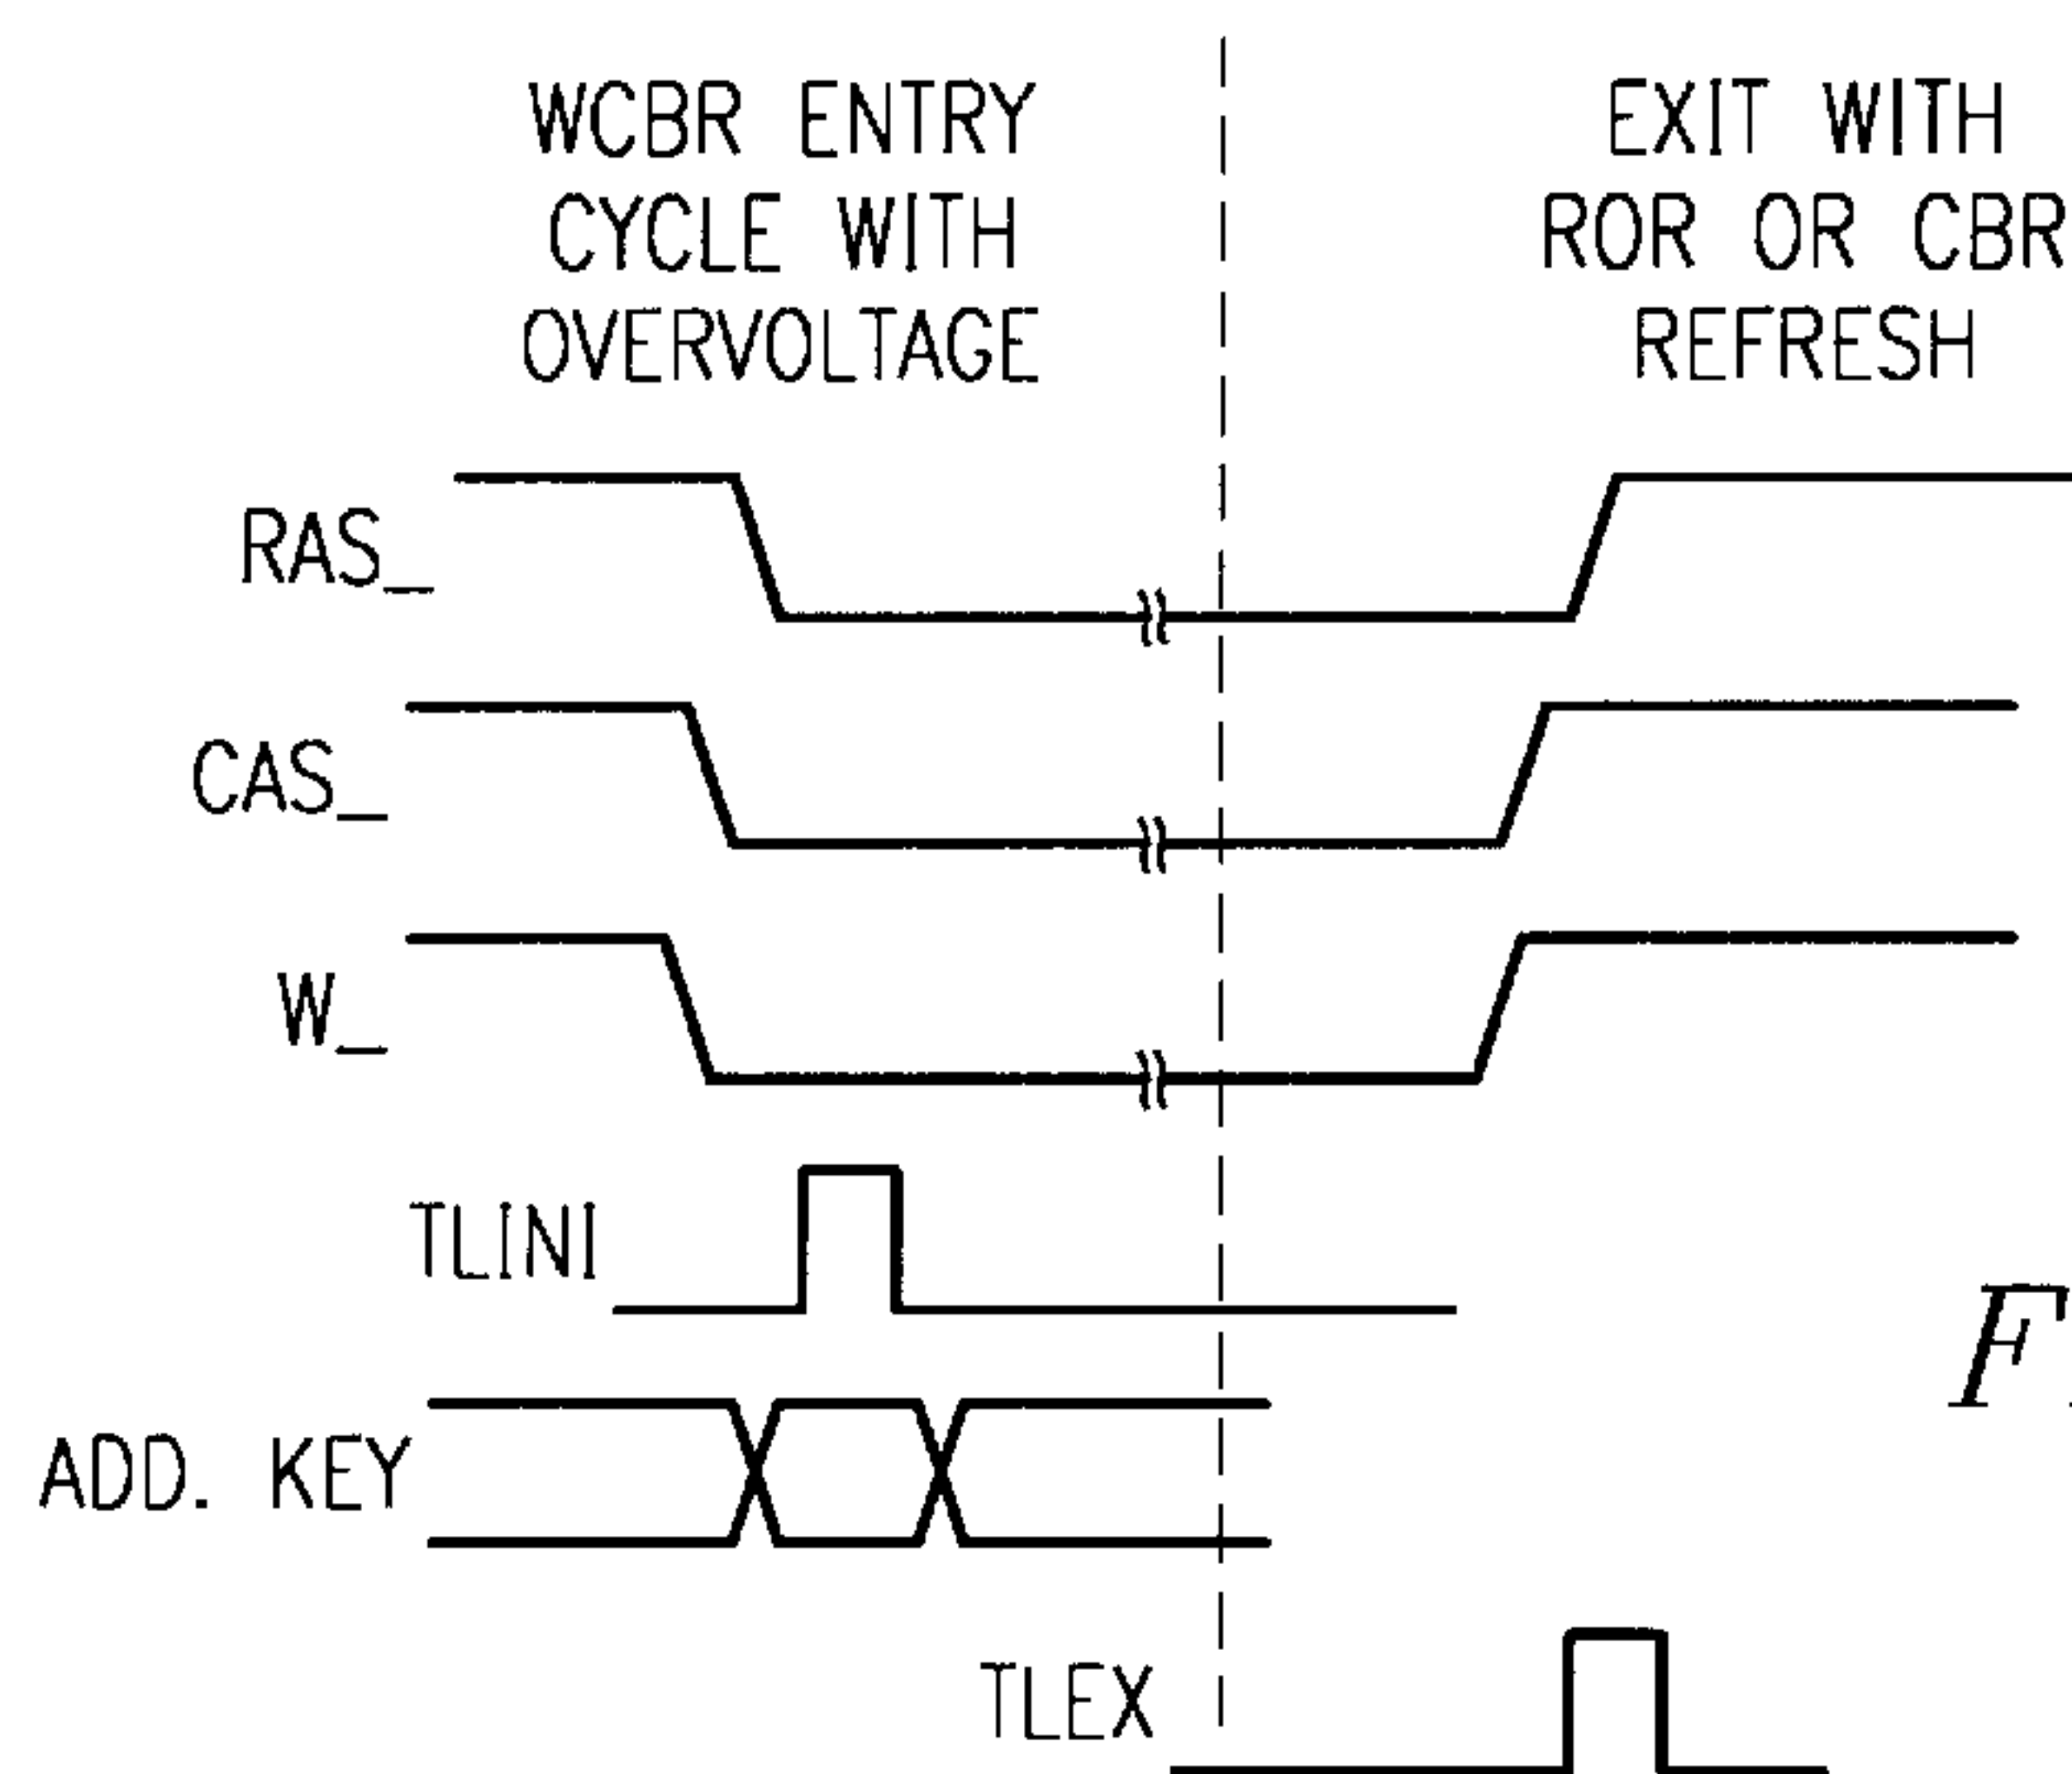 WCBR ENTRY
CYCLE WITH
OVERVOLTAGE
EXIT WITH
ROR OR CBR
REFRESH
RAS_
CAS_
W_
TLINI
F
ADD. KEY
TLEX